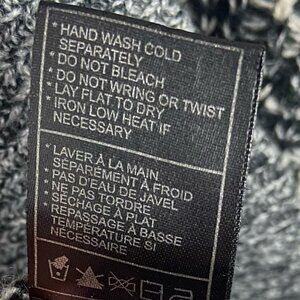 * HAND WASH COLD
SEPARATELY
* DO NOT BLEACH
* DO NOT WRING OR TWIST
* LAY FLAT TO DRY
* IRON LOW HEAT IF
NECESSARY
* LAVER À LA MAIN
SÉPARÉMENT À FROID
* PAS D'EAU DE JAVEL
* NE PAS TORDRE
* SÉCHAGE À PLAT
* REPASSAGE À BASSE
TEMPÉRATURE SI
NÉCESSAIRE